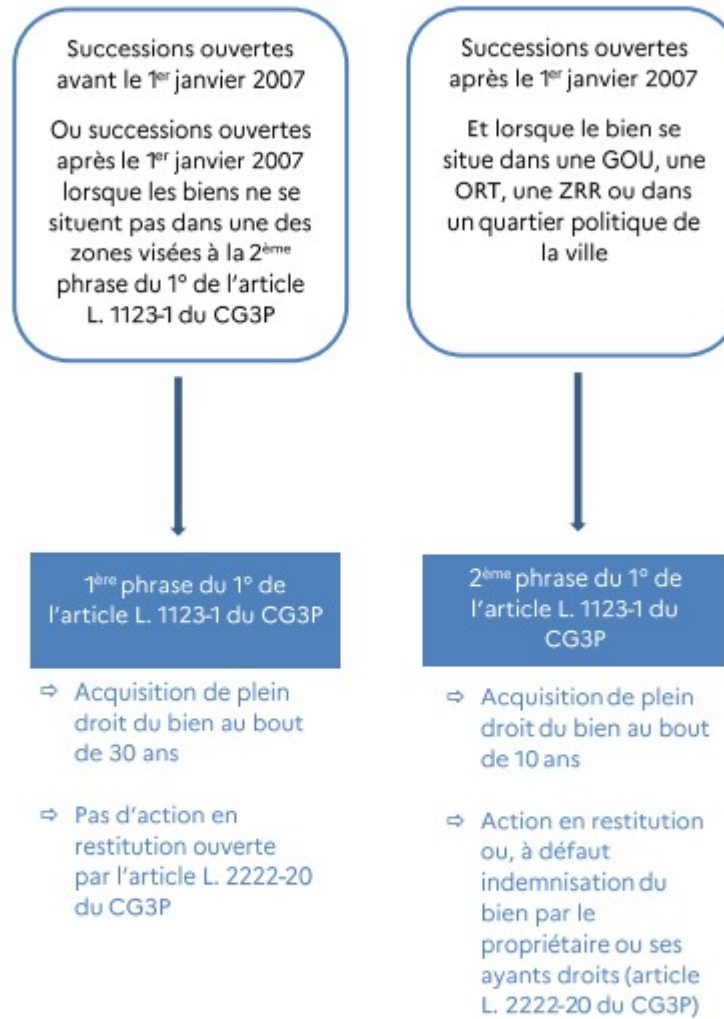 Successions ouvertes
avant le 1er janvier 2007
Ou successions ouvertes
après le 1er janvier 2007
lorsque les biens ne se
situent pas dans une des
zones visées à la 2ème
phrase du 1° de l'article
L. 1123-1 du CG3P
1ère phrase du 1° de
l'article L. 1123-1 du CG3P
⇨ Acquisition de plein
droit du bien au bout
de 30 ans
⇨ Pas d'action en
restitution ouverte
par l'article L. 2222-20
du CG3P
Successions ouvertes
après le 1er janvier 2007
Et lorsque le bien se
situe dans une GOU, une
ORT, une ZRR ou dans
un quartier politique de
la ville
2ème phrase du 1° de
l'article L. 1123-1 du
CG3P
⇨ Acquisition de plein
droit du bien au bout
de 10 ans
⇨ Action en restitution
ou, à défaut
indemnisation du
bien par le
propriétaire ou ses
ayants droits (article
L. 2222-20 du CG3P)